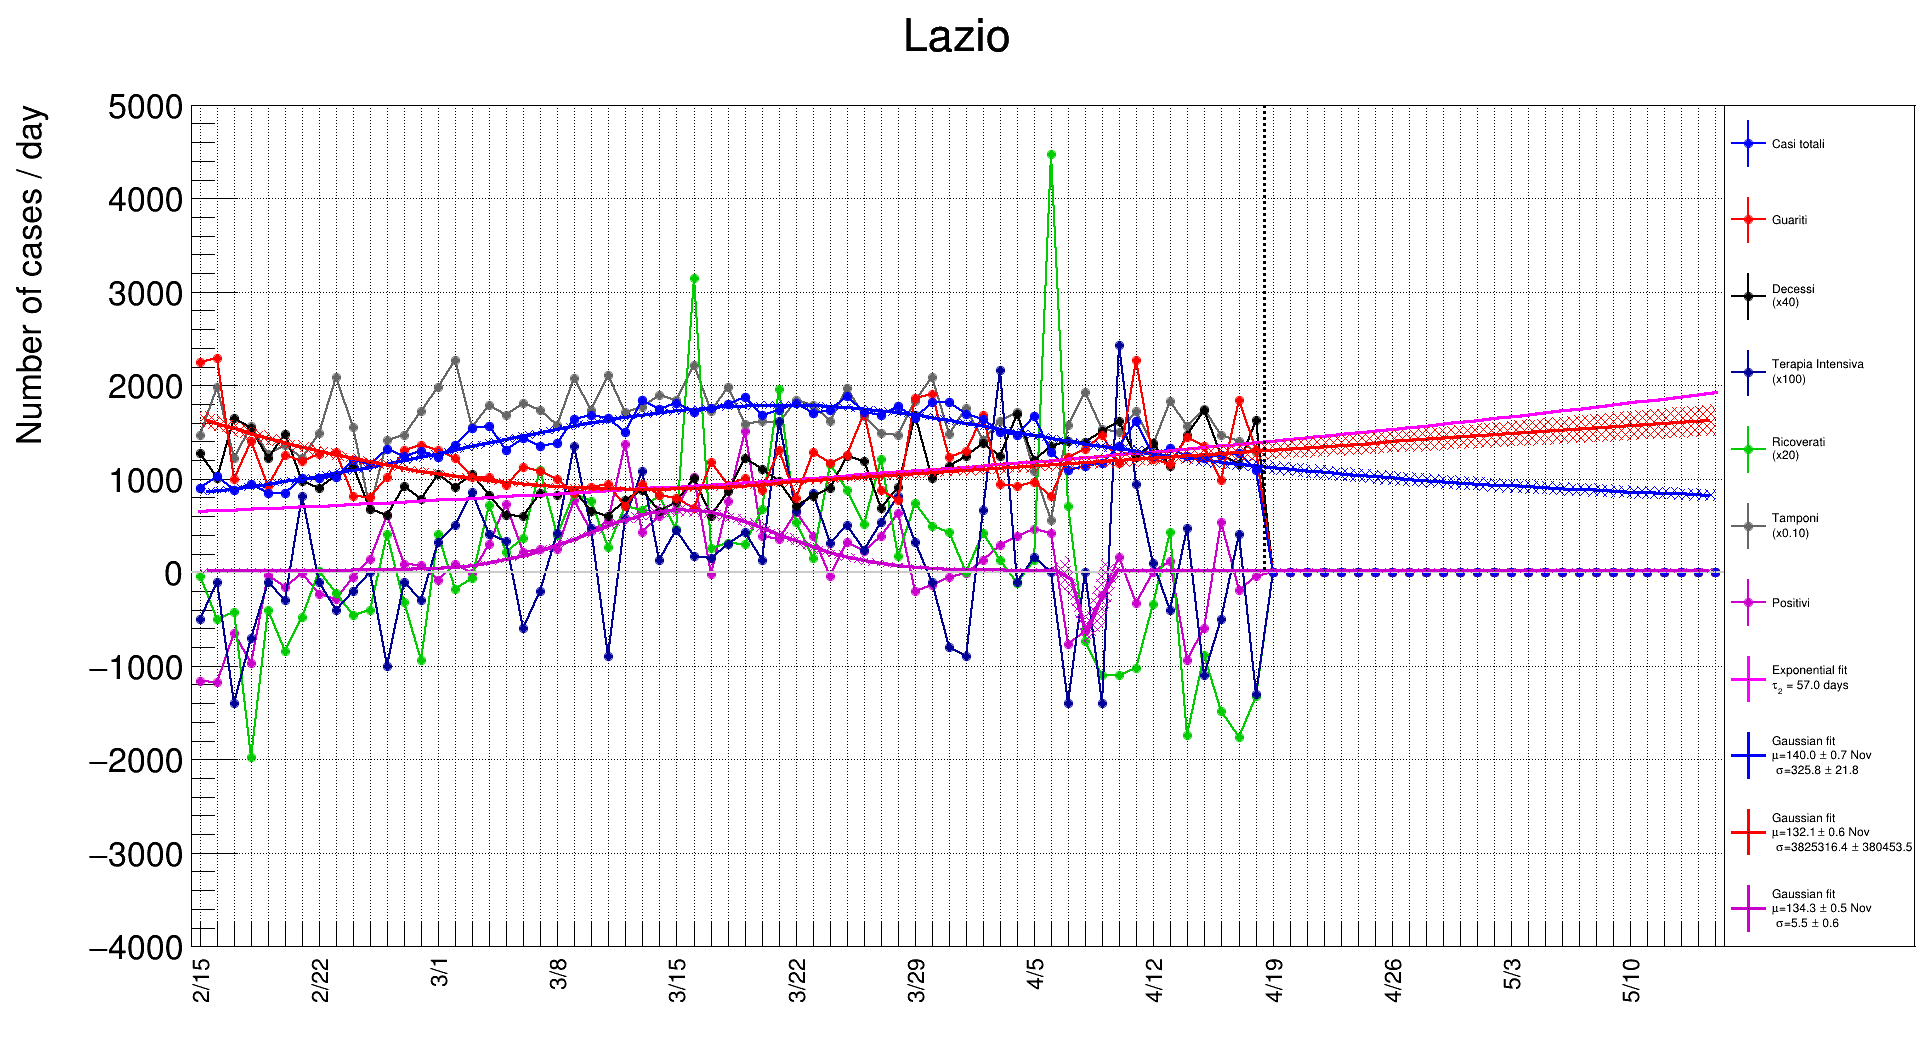 Lazio
Number of cases / day
5000
4000
3000
2000
1000
0
−1000
−2000
−3000
−4000
2/15
2/22
3/1
3/8
3/15
3/22
3/29
4/5
4/12
4/19
4/26
5/3
5/10
Casi totali
Guariti
Decessi
(x40)
Terapia Intensiva
(x100)
Ricoverati
(x20)
Tamponi
(x0.10)
Positivi
Exponential fit
τ2 = 57.0 days
Gaussian fit
μ=140.0 ± 0.7 Nov
σ=325.8 ± 21.8
Gaussian fit
μ=132.1 ± 0.6 Nov
σ=3825316.4 ± 380453.5
Gaussian fit
μ=134.3 ± 0.5 Nov
σ=5.5 ± 0.6